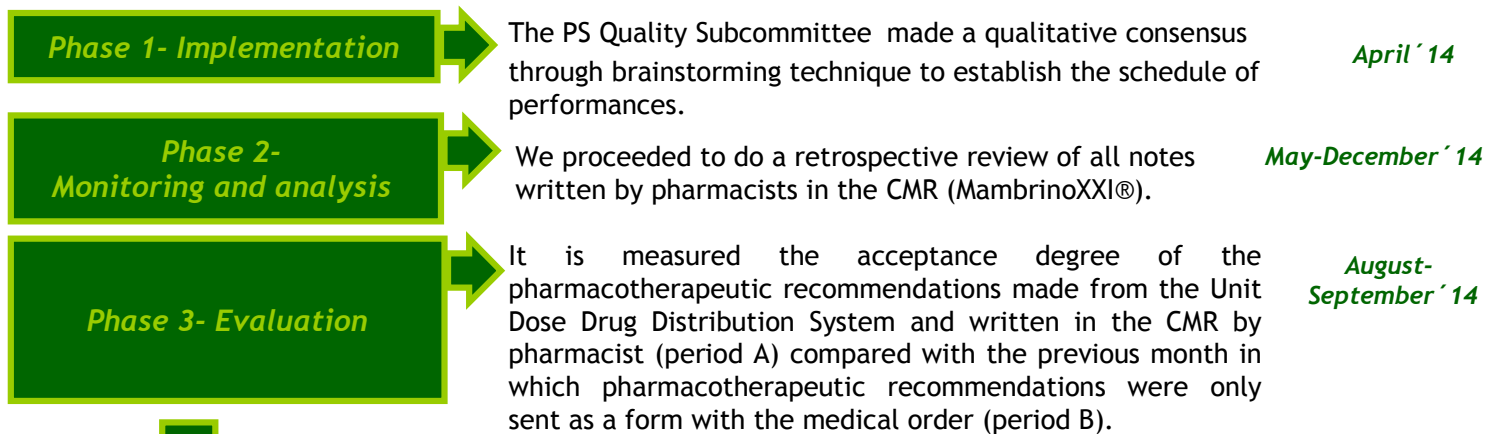 Phase 1- Implementation
The PS Quality Subcommittee made a qualitative consensus
through brainstorming technique to establish the schedule of
performances.
April´14
Phase 2-
Monitoring and analysis
We proceeded to do a retrospective review of all notes
written by pharmacists in the CMR (MambrinoXXI®).
May-December´14
Phase 3- Evaluation
It is measured the acceptance degree of the
pharmacotherapeutic recommendations made from the Unit
Dose Drug Distribution System and written in the CMR by
pharmacist (period A) compared with the previous month in
which pharmacotherapeutic recommendations were only
sent as a form with the medical order (period B).
August-
September´14